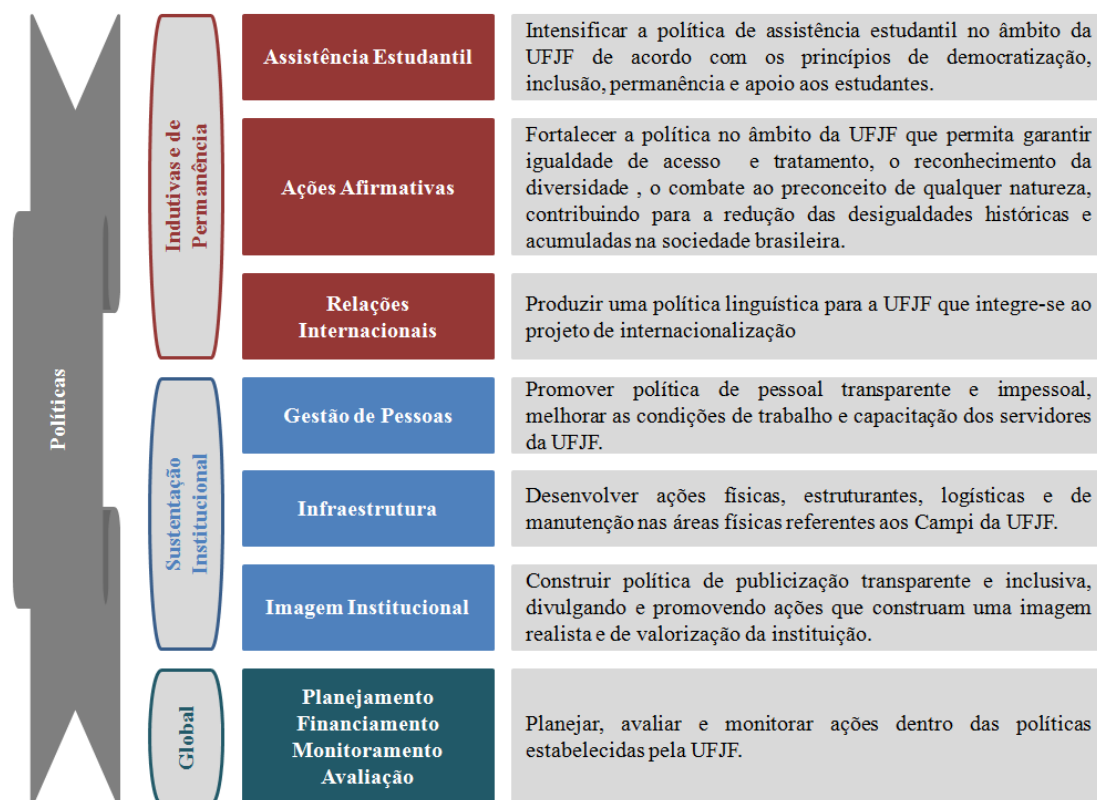 Políticas
Indutivas e de
Permanência
Assistência Estudantil
Intensificar a política de assistência estudantil no âmbito da
UFJF de acordo com os princípios de democratização,
inclusão, permanência e apoio aos estudantes.
Ações Afirmativas
Fortalecer a política no âmbito da UFJF que permita garantir
igualdade de acesso e tratamento, o reconhecimento da
diversidade , o combate ao preconceito de qualquer natureza,
contribuindo para a redução das desigualdades históricas e
acumuladas na sociedade brasileira.
Relações
Internacionais
Produzir uma política linguística para a UFJF que integre-se ao
projeto de internacionalização
Sustentação
Institucional
Gestão de Pessoas
Promover política de pessoal transparente e impessoal,
melhorar as condições de trabalho e capacitação dos servidores
da UFJF.
Infraestrutura
Desenvolver ações físicas, estruturantes, logísticas e de
manutenção nas áreas físicas referentes aos Campi da UFJF.
Imagem Institucional
Construir política de publicização transparente e inclusiva,
divulgando e promovendo ações que construam uma imagem
realista e de valorização da instituição.
Global
Planejamento
Financiamento
Monitoramento
Avaliação
Planejar, avaliar e monitorar ações dentro das políticas
estabelecidas pela UFJF.